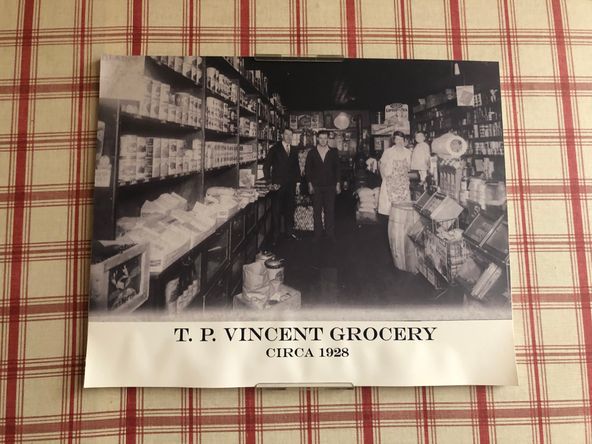 T. P. VINCENT GROCERY
CIRCA 1928